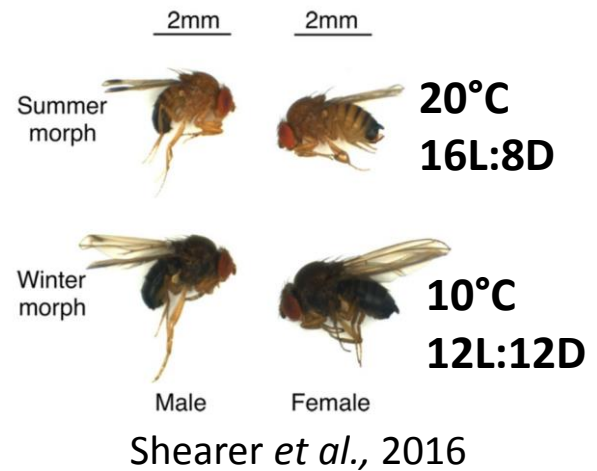 2mm 2mm
Summer
morph
20°C
16L:8D
Winter
morph
10°C
12L:12D
Male Female
Shearer et al., 2016